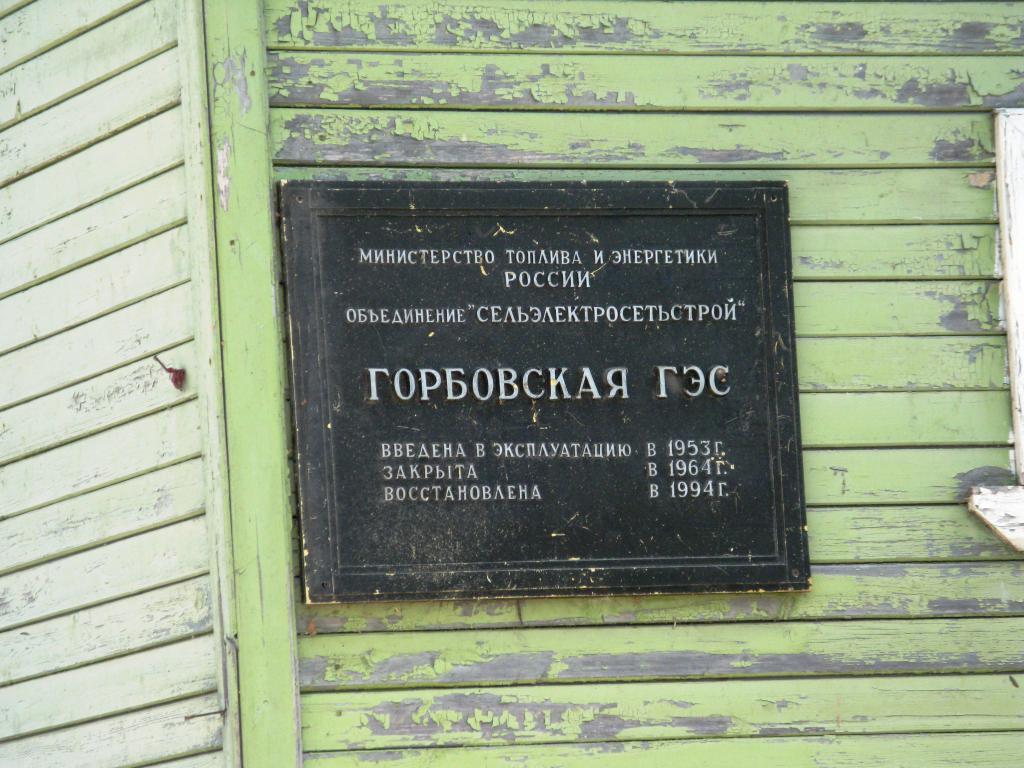 МИНИСТЕРСТВО ТОПЛИВА И ЭНЕРГЕТИКИ
РОССИИ
ОБЪЕДИНЕНИЕ "СЕЛЬЭЛЕКТРОСЕТЬСТРОЙ"
ГОРБОВСКАЯ ГЭС
ВВЕДЕНА В ЭКСПЛУАТАЦИЮ В 1953г.
ЗАКРЫТА В 1964г.
ВОССТАНОВЛЕНА В 1994г.